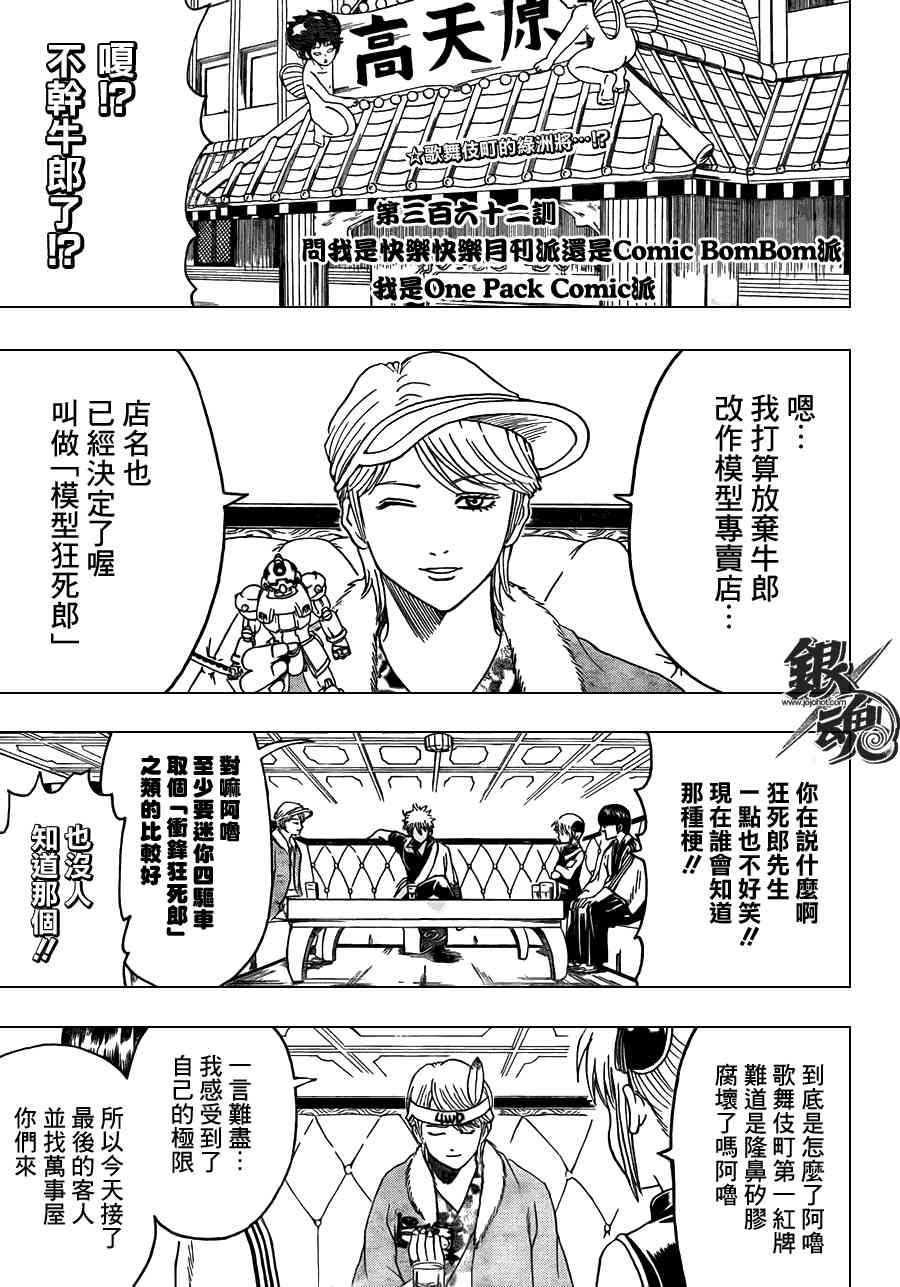 高天原
嗄!?
不幹牛郎了!?
☆歌舞伎町的綠洲將…!?
第三百六十二訓
問我是快樂快樂月刊派還是Comic BomBom派
我是One Pack Comic派
嗯…
我打算放棄牛郎
改作模型專賣店…
店名也
已經決定了喔
叫做「模型狂死郎」
銀魂
www.jojohot.com
你在說什麼啊
狂死郎先生
一點也不好笑!!
現在誰會知道
那種梗!!
對嘛阿嚕
至少要迷你四驅車
取個「衝鋒狂死郎」
之類的比較好
也沒人
知道那個!!
到底是怎麼了阿嚕
歌舞伎町第一紅牌
難道是隆鼻矽膠
腐壞了嗎阿嚕
4WD
一言難盡…
我感受到了
自己的極限
所以今天接了
最後的客人
並找萬事屋
你們來